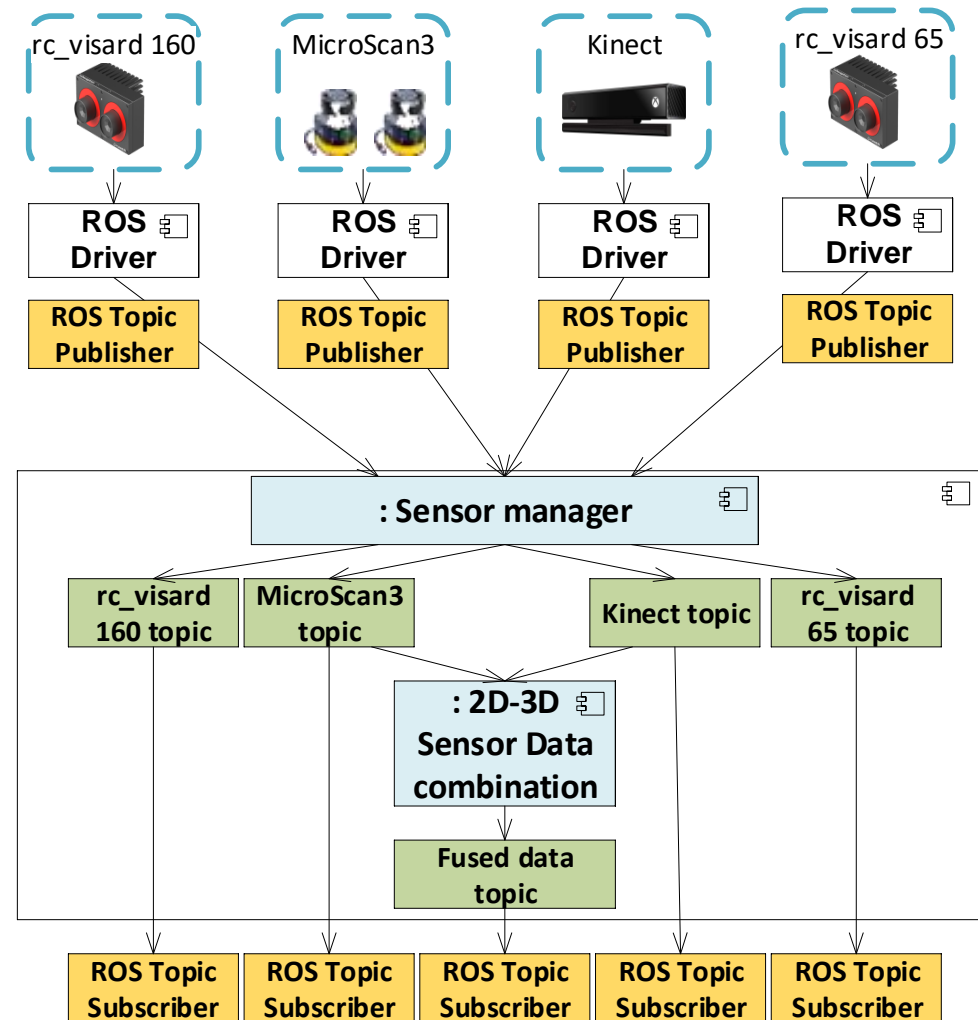 rc_visard 160
MicroScan3
Kinect
rc_visard 65
ROS
Driver
ROS
Driver
ROS
Driver
ROS
Driver
ROS Topic
Publisher
ROS Topic
Publisher
ROS Topic
Publisher
ROS Topic
Publisher
: Sensor manager
rc_visard
160 topic
MicroScan3
topic
Kinect topic
rc_visard
65 topic
: 2D-3D
Sensor Data
combination
Fused data
topic
ROS Topic
Subscriber
ROS Topic
Subscriber
ROS Topic
Subscriber
ROS Topic
Subscriber
ROS Topic
Subscriber